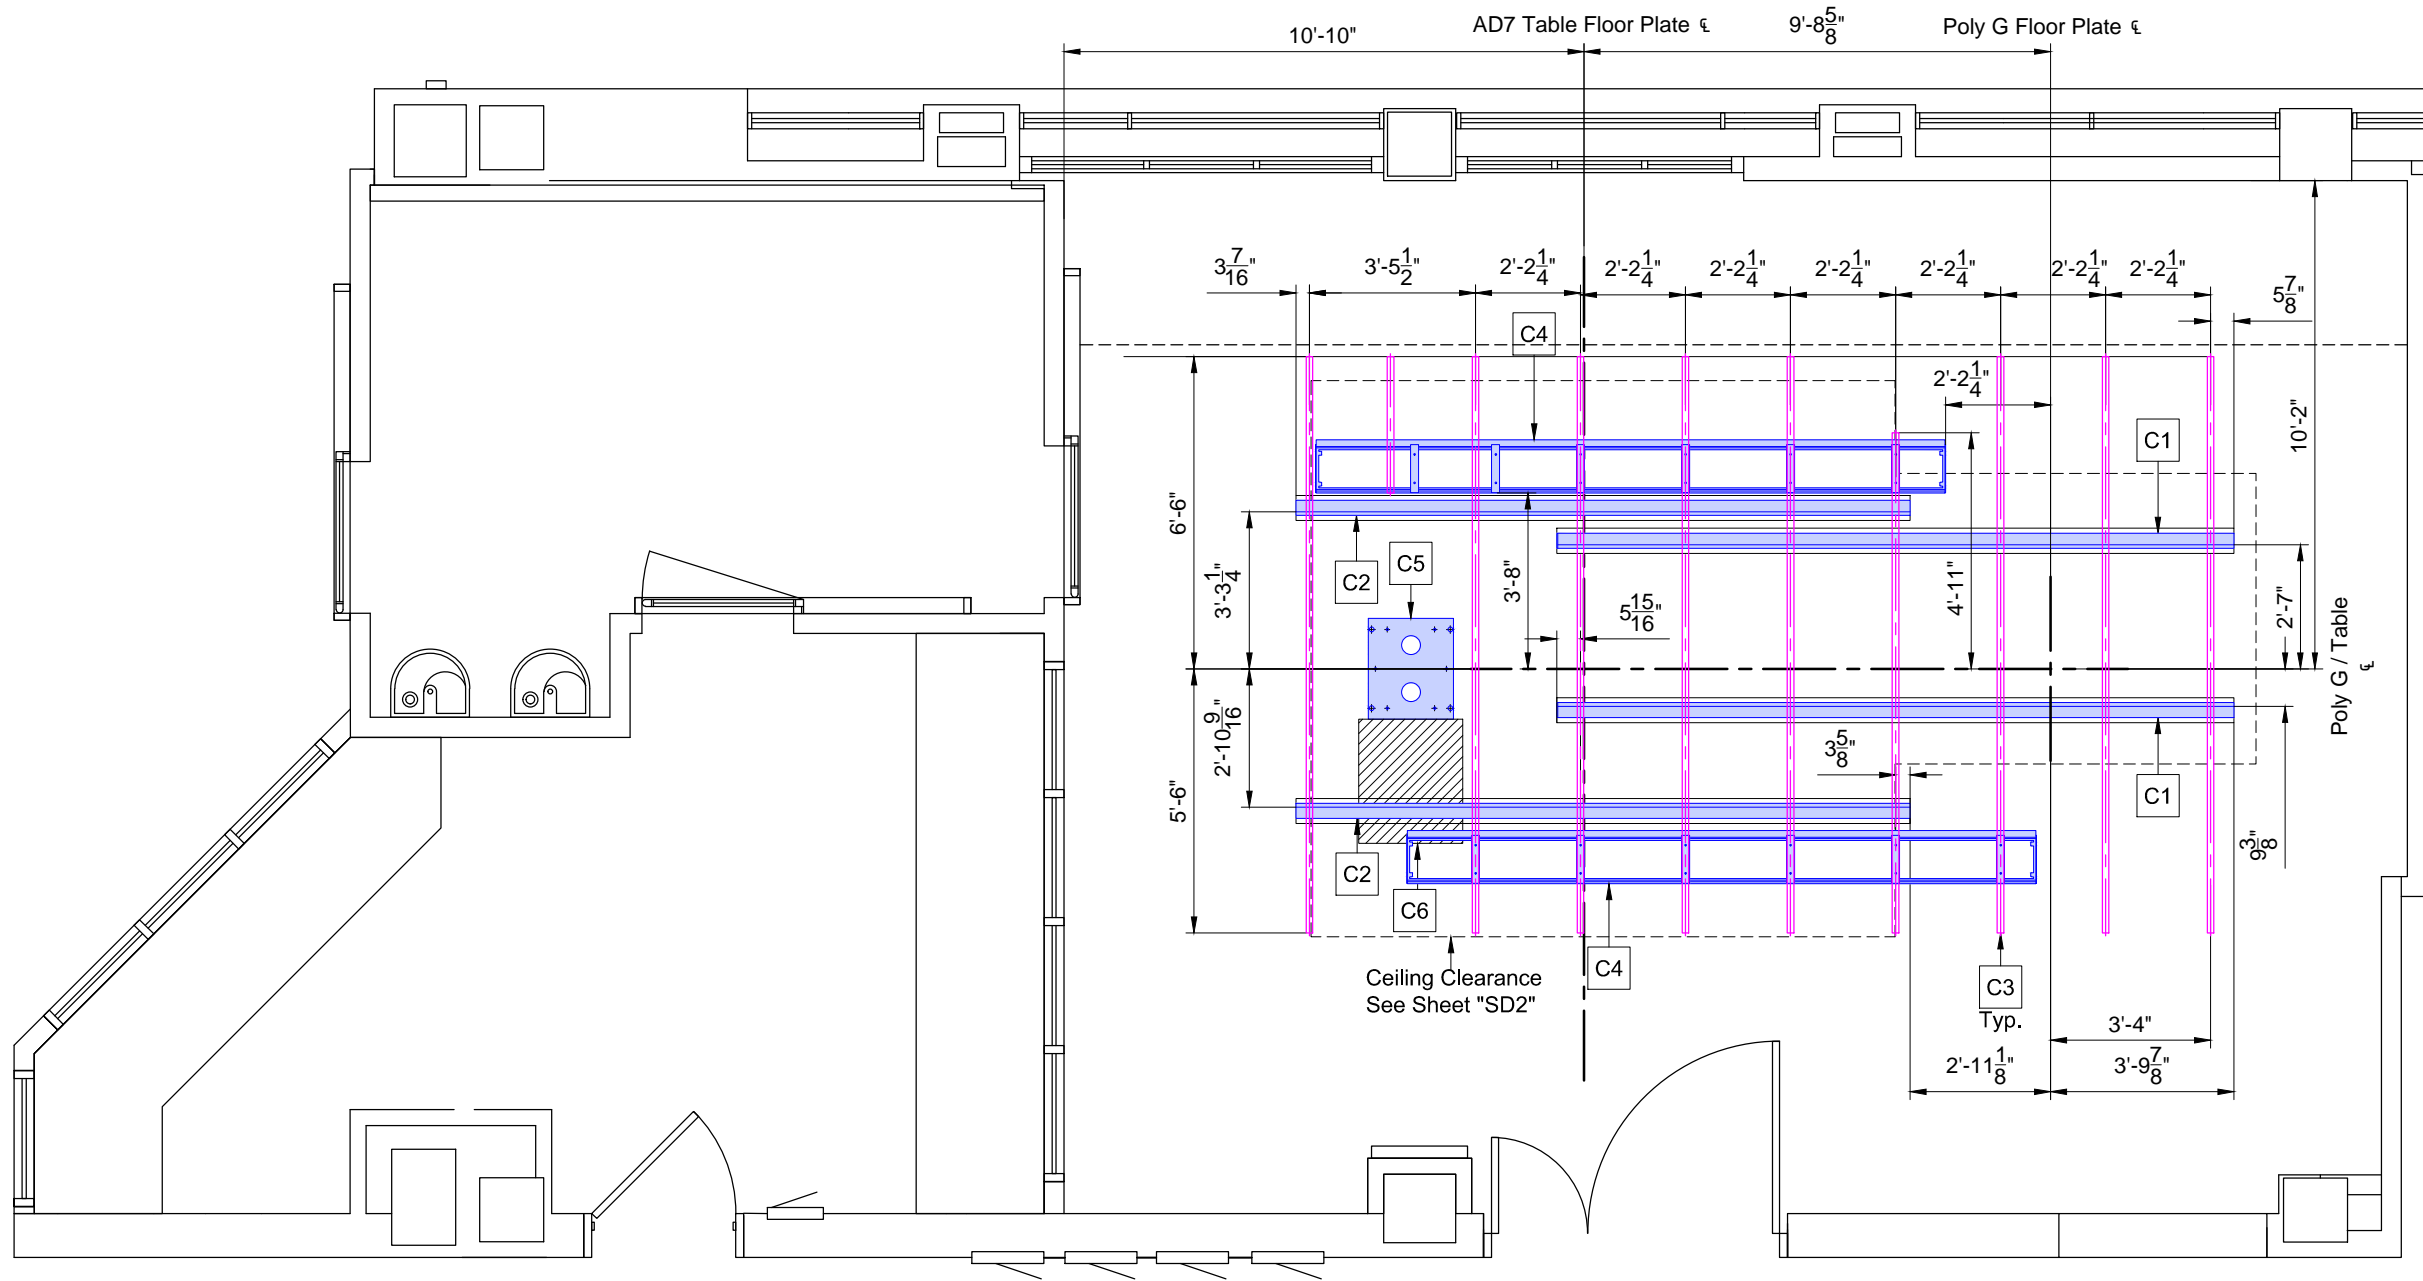 AD7 Table Floor Plate ℄
Poly G Floor Plate ℄
10'-10"
9'-8 5/8"
3 7/16"
3'-5 1/2"
2'-2 1/4"
2'-2 1/4"
2'-2 1/4"
2'-2 1/4"
2'-2 1/4"
2'-2 1/4"
2'-2 1/4"
5 7/8"
C4
2'-2 1/4"
10'-2"
C1
6'-6"
3'-3 1/4"
C2
C5
3'-8"
5 15/16"
4'-11"
2'-7"
Poly G / Table
℄
5'-6"
2'-10 9/16"
3 5/8"
C1
9 3/8"
C2
C6
C4
C3
Typ.
Ceiling Clearance
See Sheet "SD2"
3'-4"
2'-11 1/8"
3'-9 7/8"